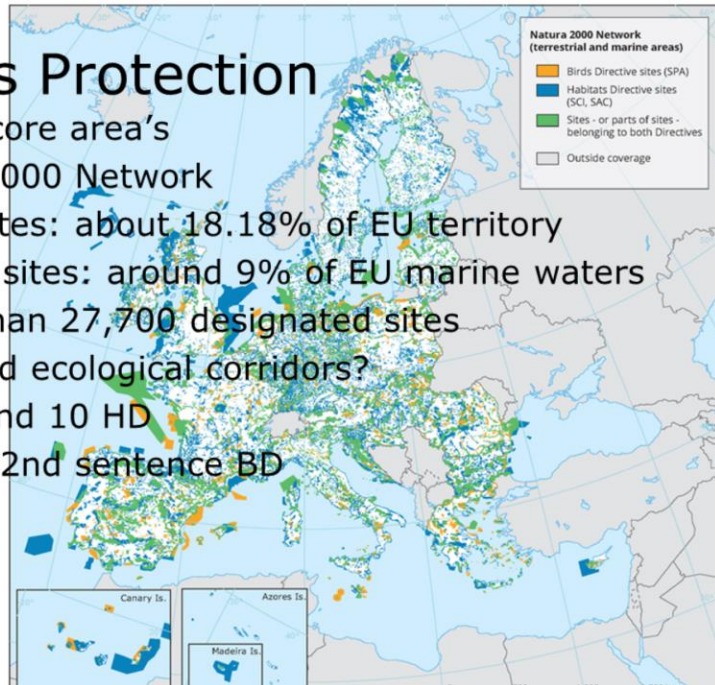 s Protection
core area's
000 Network
tes: about 18.18% of EU territory
sites: around 9% of EU marine waters
han 27,700 designated sites
d ecological corridors?
nd 10 HD
2nd sentence BD
Natura 2000 Network
(terrestrial and marine areas)
Birds Directive sites (SPA)
Habitats Directive sites
(SCI, SAC)
Sites - or parts of sites -
belonging to both Directives
Outside coverage
Canary Is.
Azores Is.
Madeira Is.